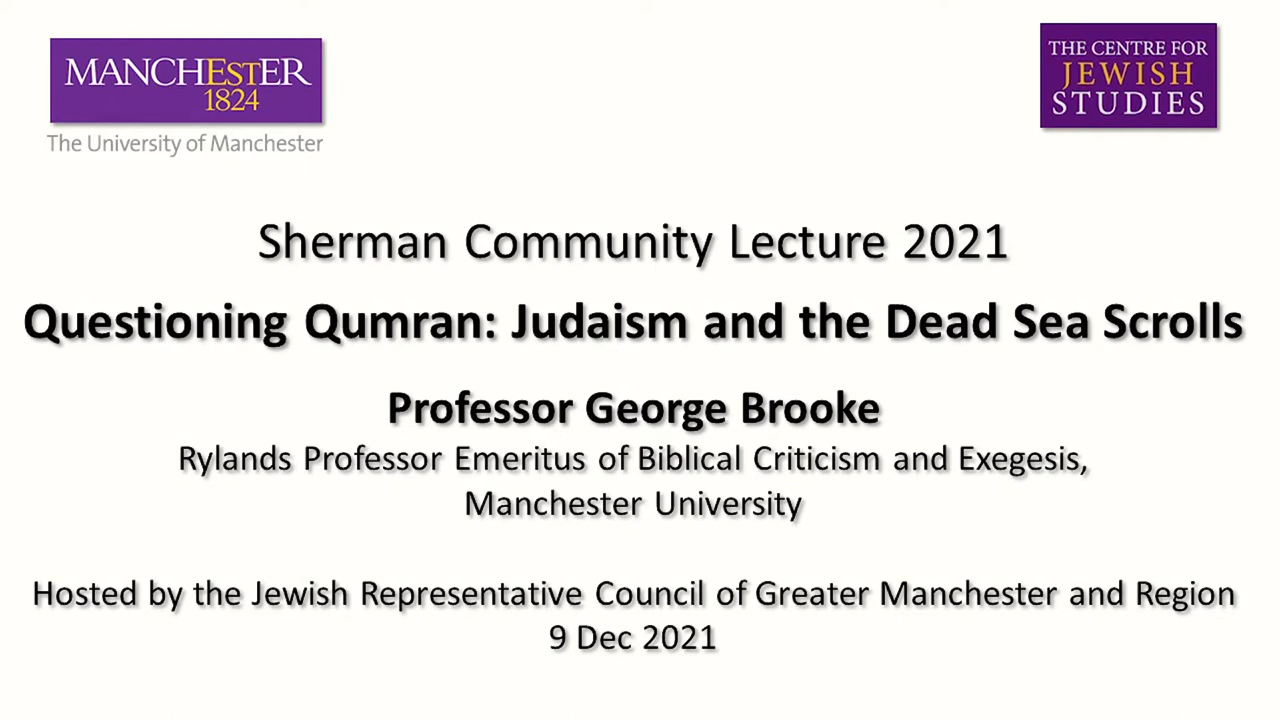 MANCHESTER
1824
The University of Manchester
THE CENTRE FOR
JEWISH
STUDIES
Sherman Community Lecture 2021
Questioning Qumran: Judaism and the Dead Sea Scrolls
Professor George Brooke
Rylands Professor Emeritus of Biblical Criticism and Exegesis,
Manchester University
Hosted by the Jewish Representative Council of Greater Manchester and Region
9 Dec 2021